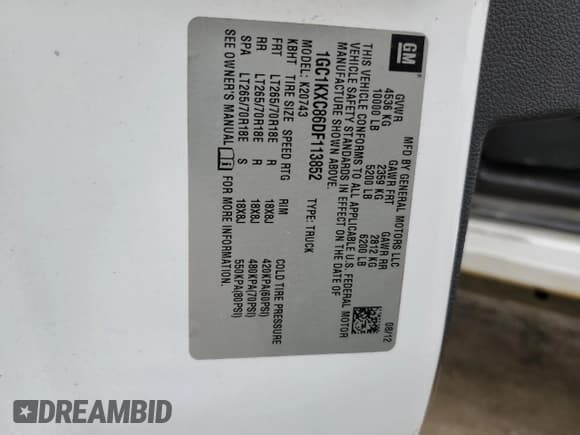 GM
MFD BY GENERAL MOTORS LLC
08/12
GVWR GAWR FRT GAWR RR
4536 KG 2359 KG 2812 KG
10000 LB 5200 LB 6200 LB
THIS VEHICLE CONFORMS TO ALL APPLICABLE U.S. FEDERAL MOTOR
VEHICLE SAFETY STANDARDS IN EFFECT ON THE DATE OF
MANUFACTURE SHOWN ABOVE.
1GC1KXC86DF113852 TYPE: TRUCK
MODEL: K20743
KBHT TIRE SIZE SPEED RTG RIM COLD TIRE PRESSURE
FRT LT265/70R18E R 18X8J 420KPA(60PSI)
RR LT265/70R18E R 18X8J 480KPA(70PSI)
SPA LT265/70R18E S 18X8J 550KPA(80PSI)
SEE OWNER'S MANUAL FOR MORE INFORMATION.
DREAMBID